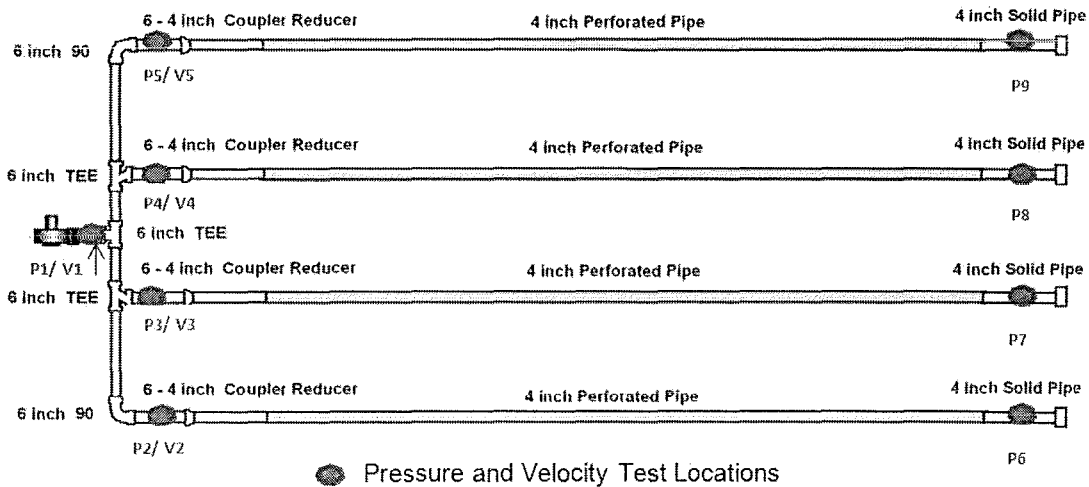 6 - 4 inch Coupler Reducer
4 inch Perforated Pipe
4 inch Solid Pipe
6 inch 90
P5/ V5
P9
6 - 4 inch Coupler Reducer
4 inch Perforated Pipe
4 inch Solid Pipe
6 inch TEE
P4/ V4
P8
6 inch TEE
P1/ V1
6 - 4 inch Coupler Reducer
4 inch Perforated Pipe
4 inch Solid Pipe
6 inch TEE
P3/ V3
P7
6 - 4 inch Coupler Reducer
4 inch Perforated Pipe
4 inch Solid Pipe
6 inch 90
P2/ V2
P6
Pressure and Velocity Test Locations